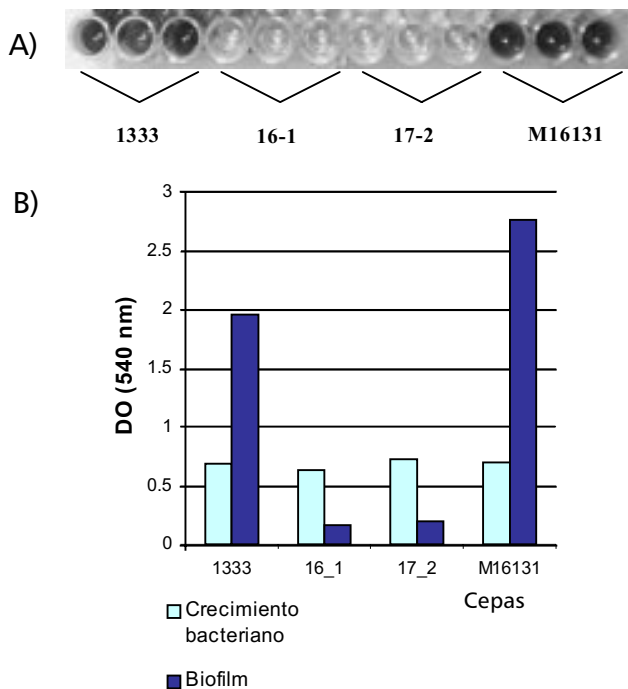 A)
1333
16-1
17-2
M16131
B)
DO (540 nm)
3
2.5
2
1.5
1
0.5
0
1333
16_1
17_2
M16131
Cepas
Crecimiento
bacteriano
Biofilm